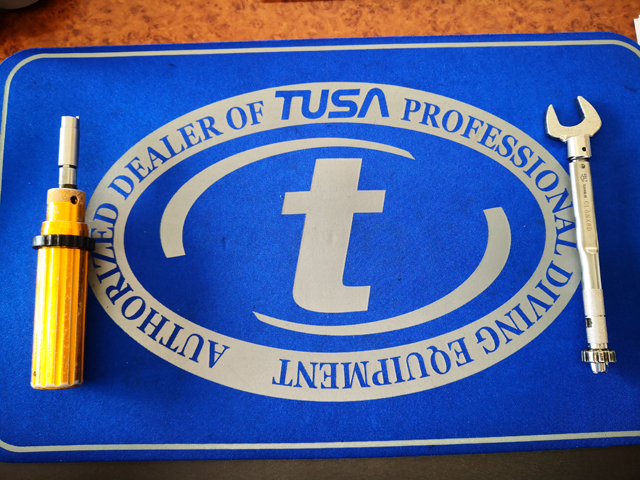 AUTHORIZED DEALER OF TUSA PROFESSIONAL DIVING EQUIPMENT
t